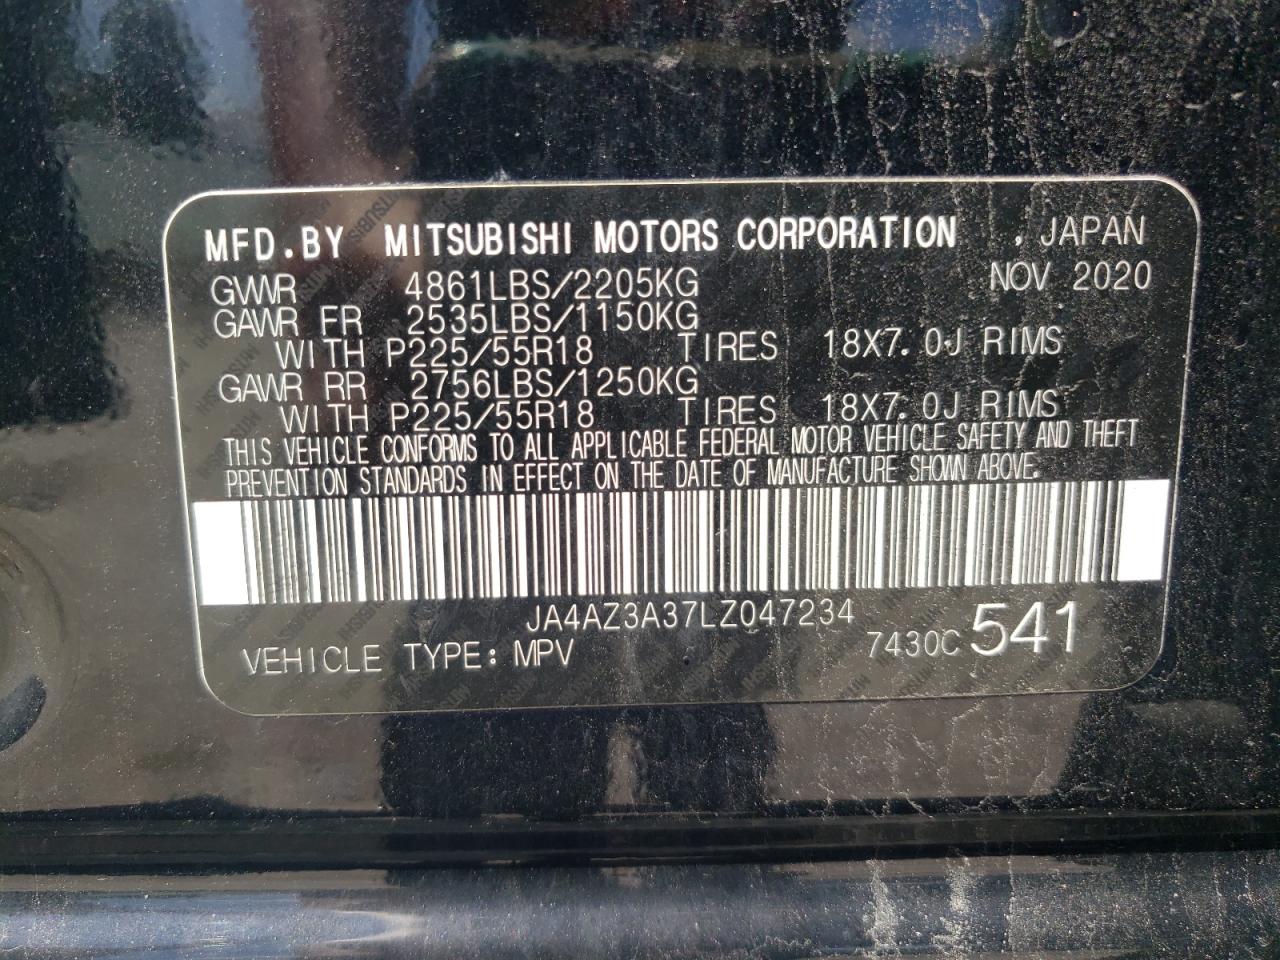 MFD.BY MITSUBISHI MOTORS CORPORATION , JAPAN
GVWR 4861LBS/2205KG NOV 2020
GAWR FR 2535LBS/1150KG
WITH P225/55R18 TIRES 18X7.0J RIMS
GAWR RR 2756LBS/1250KG
WITH P225/55R18 TIRES 18X7.0J RIMS
THIS VEHICLE CONFORMS TO ALL APPLICABLE FEDERAL MOTOR VEHICLE SAFETY AND THEFT
PREVENTION STANDARDS IN EFFECT ON THE DATE OF MANUFACTURE SHOWN ABOVE.
JA4AZ3A37LZ047234
VEHICLE TYPE: MPV 7430C 541